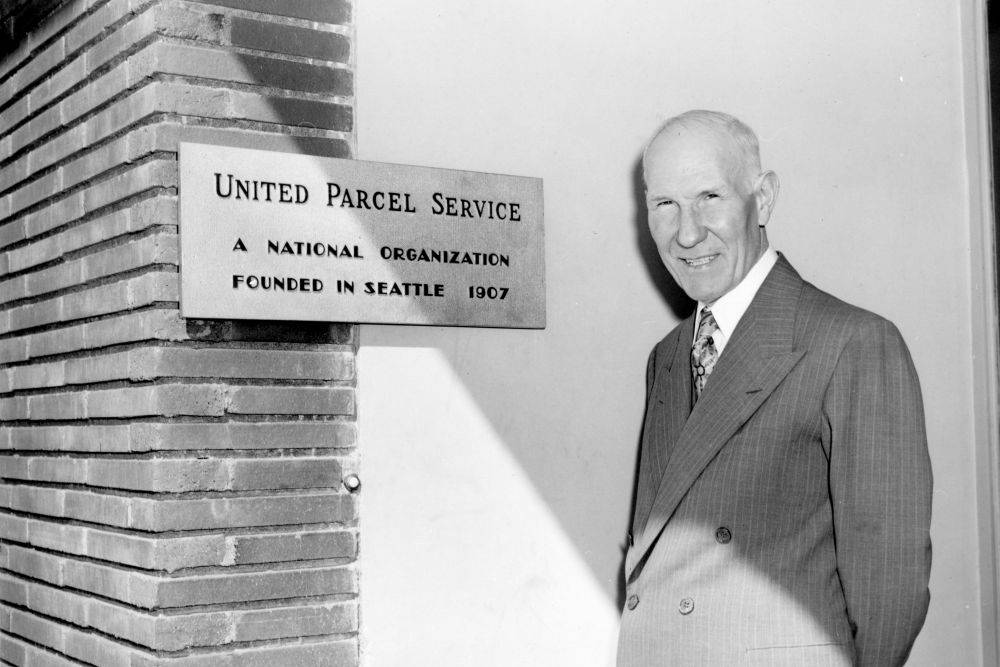 UNITED PARCEL SERVICE
A NATIONAL ORGANIZATION
FOUNDED IN SEATTLE 1907